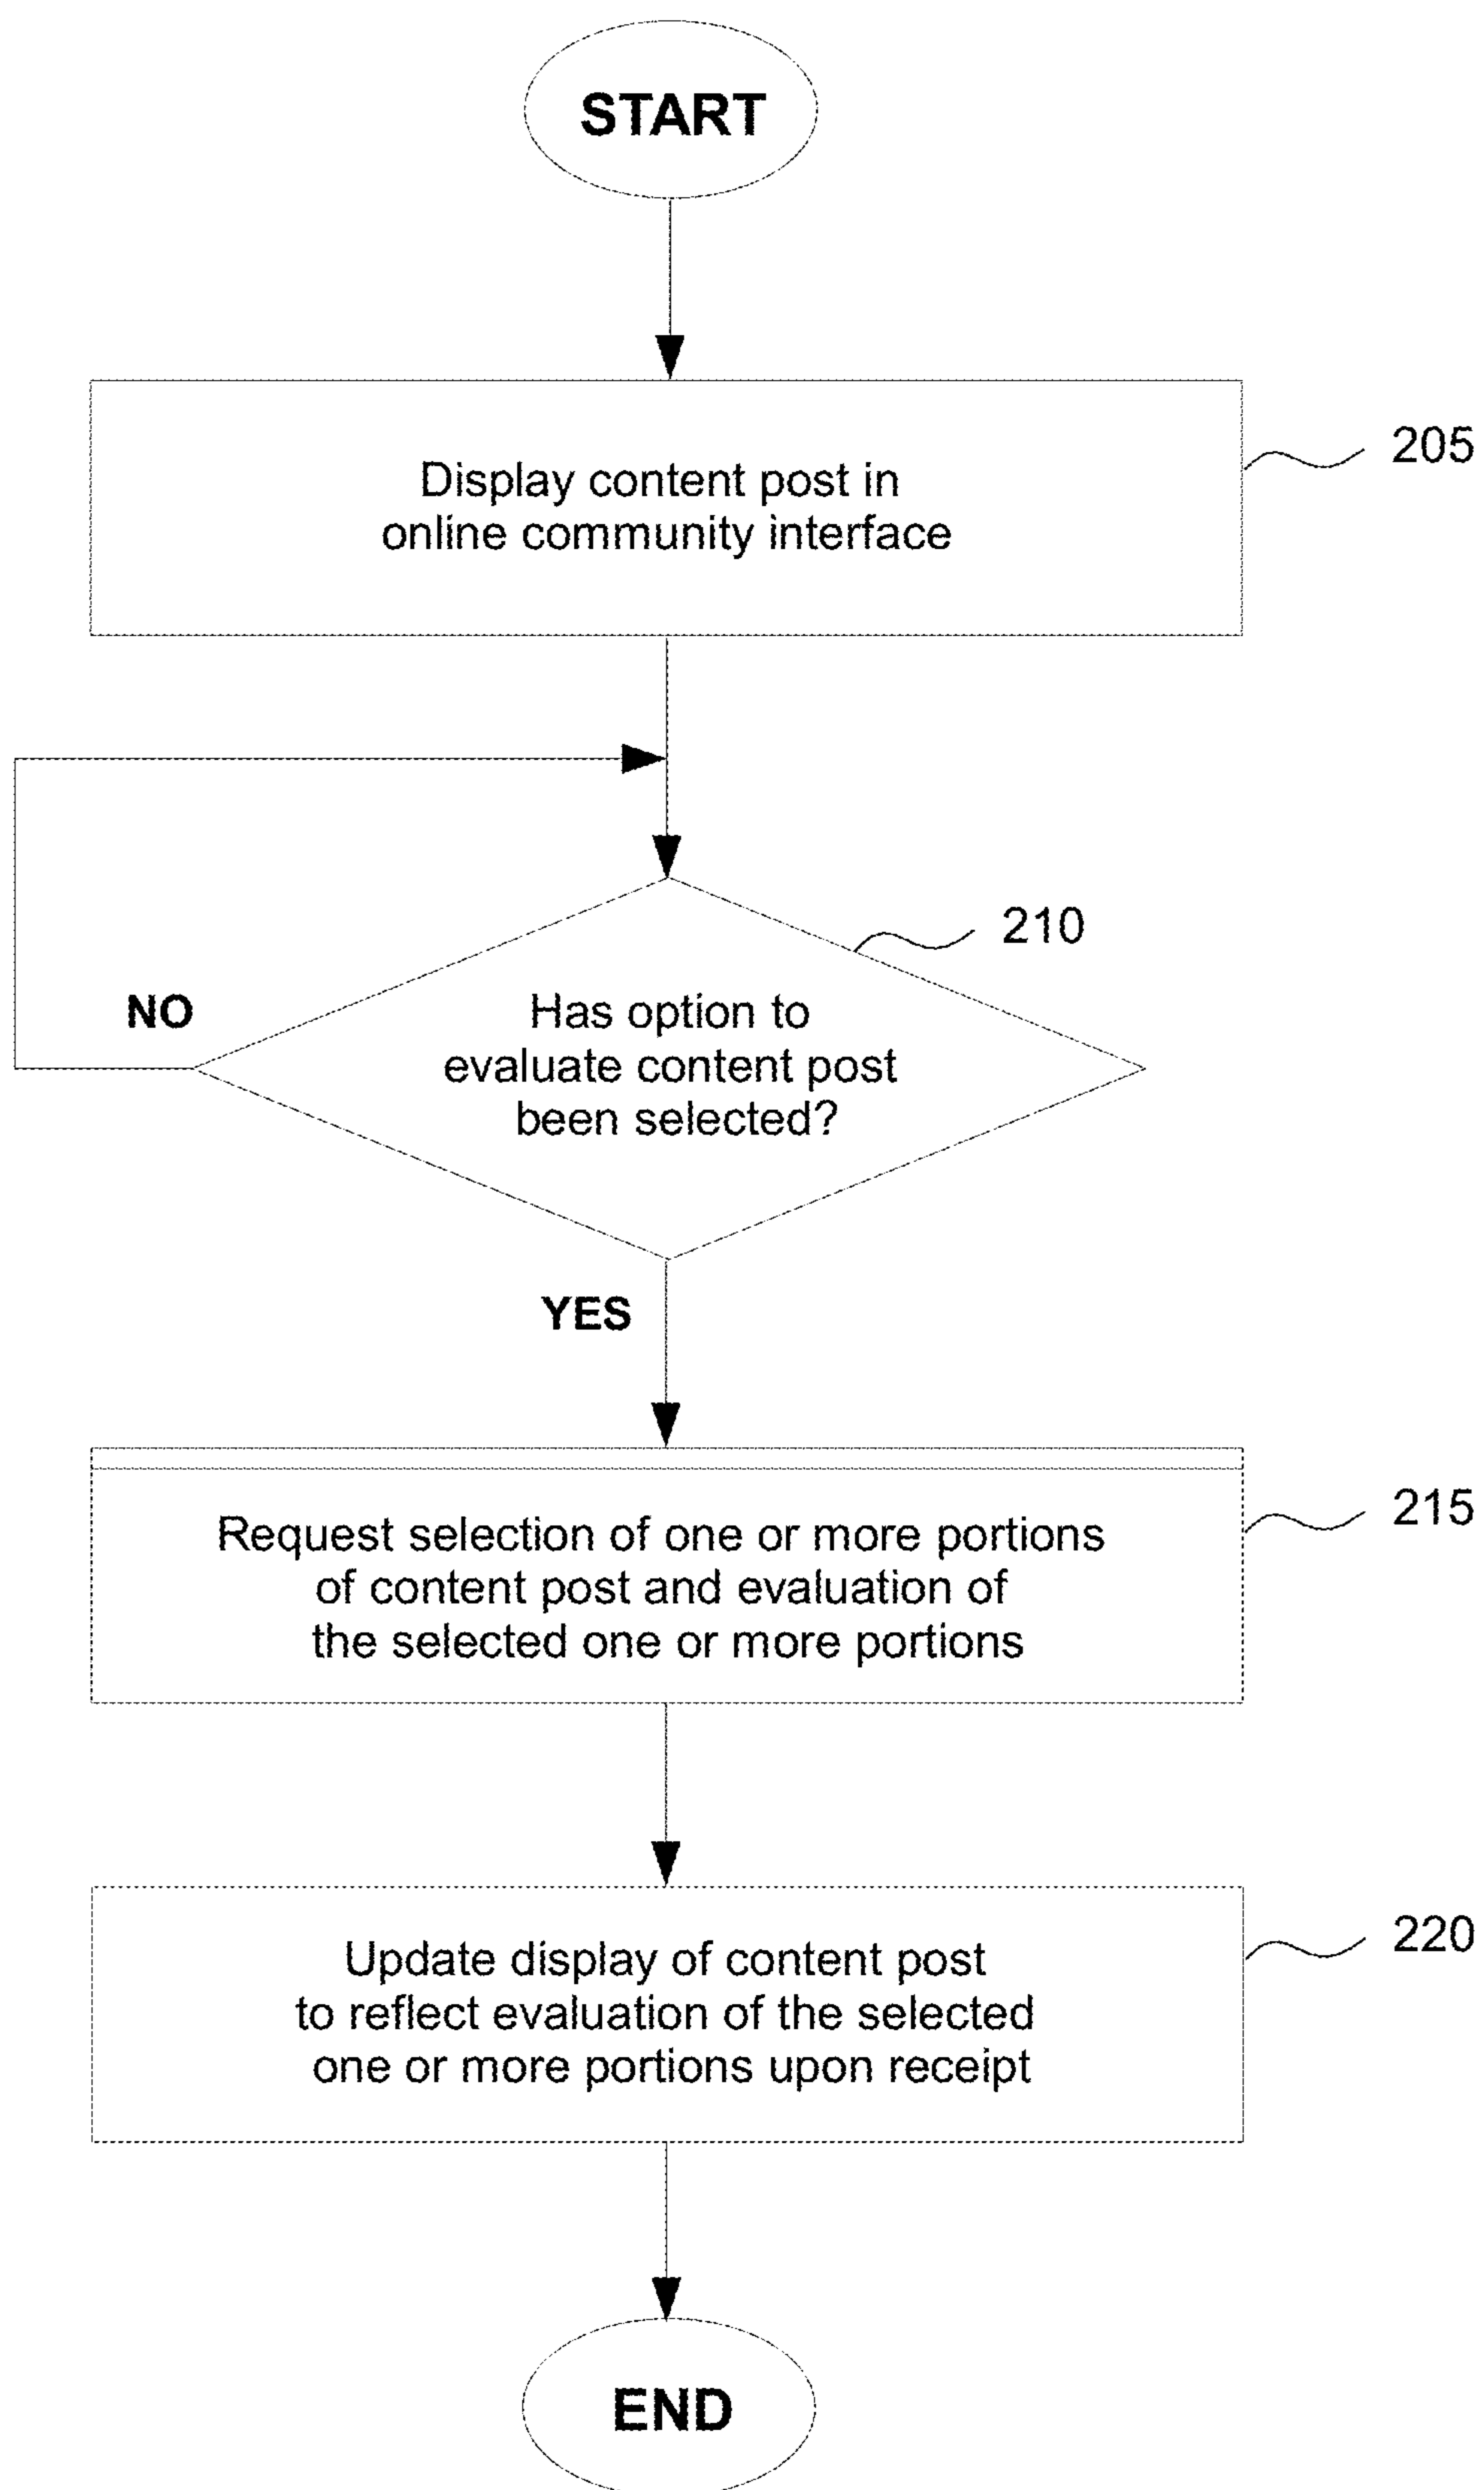 START
Display content post in
online community interface
205
210
Has option to
evaluate content post
been selected?
NO
YES
Request selection of one or more portions
of content post and evaluation of
the selected one or more portions
215
Update display of content post
to reflect evaluation of the selected
one or more portions upon receipt
220
END